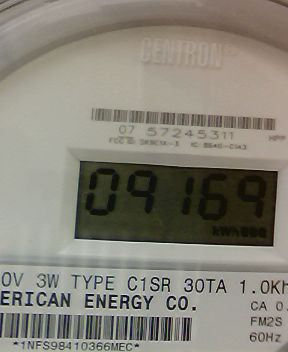 CENTRON®
07 57245311
09169
kWh
0V 3W TYPE C1SR 30TA 1.0Kh
ERICAN ENERGY CO.
CA 0.
FM2S
60Hz
*1NFS98410366MEC*